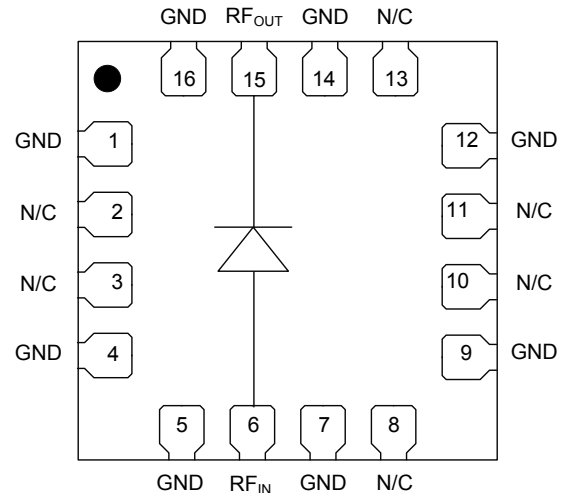 GND RFOUT GND N/C
16 15 14 13
GND 1 12 GND
N/C 2 11 N/C
N/C 3 10 N/C
GND 4 9 GND
5 6 7 8
GND RFIN GND N/C